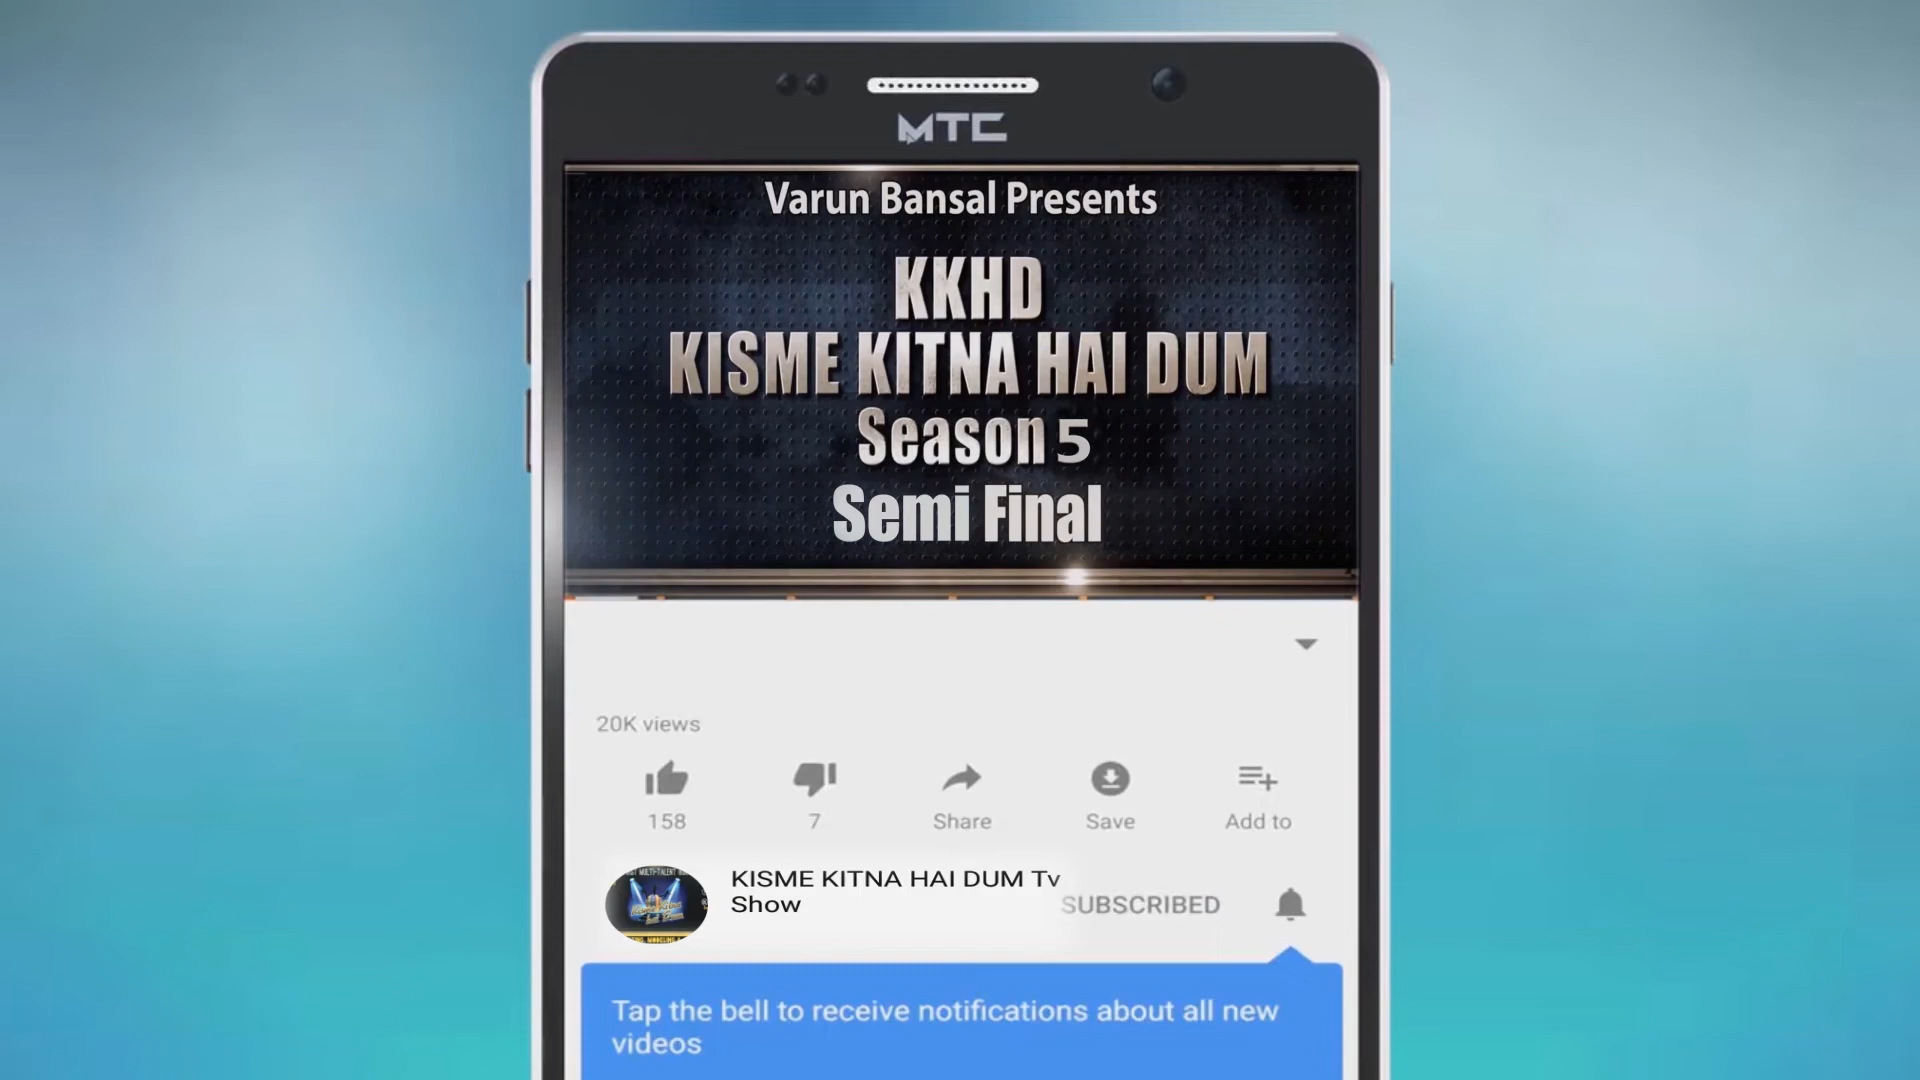 MTC
Varun Bansal Presents
KKHD
KISME KITNA HAI DUM
Season 5
Semi Final
20K views
158
7
Share
Save
Add to
KISME KITNA HAI DUM Tv
Show
SUBSCRIBED
Tap the bell to receive notifications about all new
videos